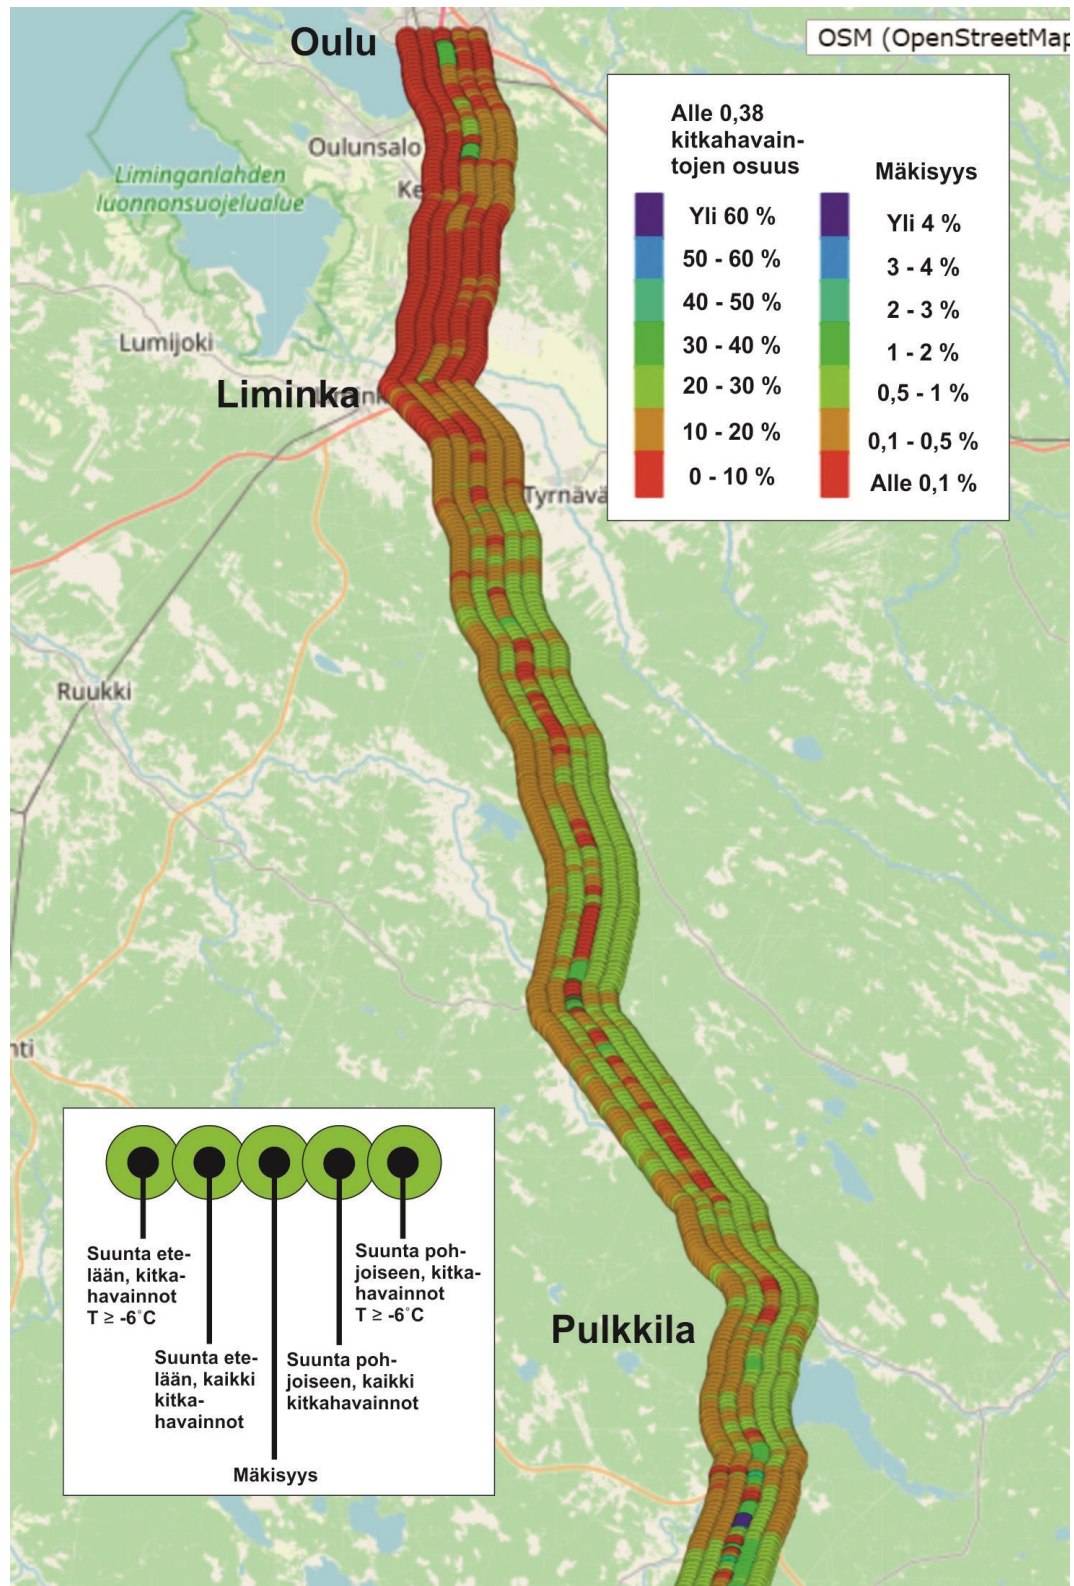 Oulu
OSM (OpenStreetMap
Oulunsalo
Liminganlahden
luonnonsuojelualue
Ke
Alle 0,38
kitkahavain-
tojen osuus
Mäkisyys
Yli 60 %
Yli 4 %
50 - 60 %
3 - 4 %
40 - 50 %
2 - 3 %
30 - 40 %
1 - 2 %
20 - 30 %
0,5 - 1 %
10 - 20 %
0,1 - 0,5 %
0 - 10 %
Alle 0,1 %
Lumijoki
Liminka
Tyrnävä
Ruukki
nti
Suunta ete-
lään, kitka-
havainnot
T ≥ -6°C
Suunta poh-
joiseen, kitka-
havainnot
T ≥ -6°C
Suunta ete-
lään, kaikki
kitka-
havainnot
Suunta poh-
joiseen, kaikki
kitkahavainnot
Mäkisyys
Pulkkila